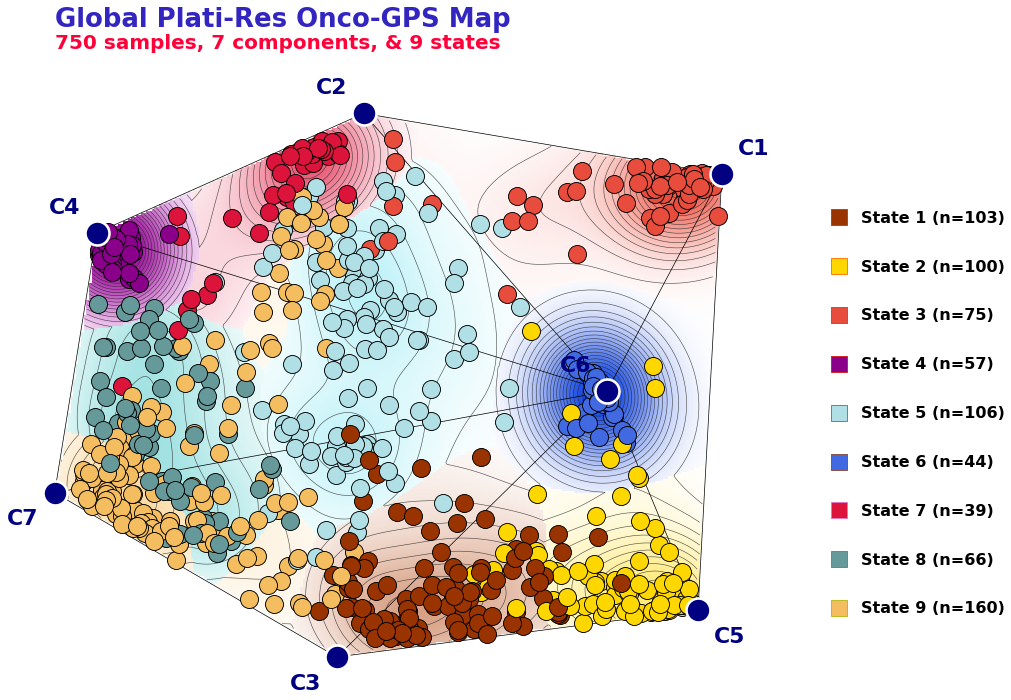 Global Plati-Res Onco-GPS Map
750 samples, 7 components, & 9 states
C2
C1
C4
C6
C7
C5
C3
State 1 (n=103)
State 2 (n=100)
State 3 (n=75)
State 4 (n=57)
State 5 (n=106)
State 6 (n=44)
State 7 (n=39)
State 8 (n=66)
State 9 (n=160)